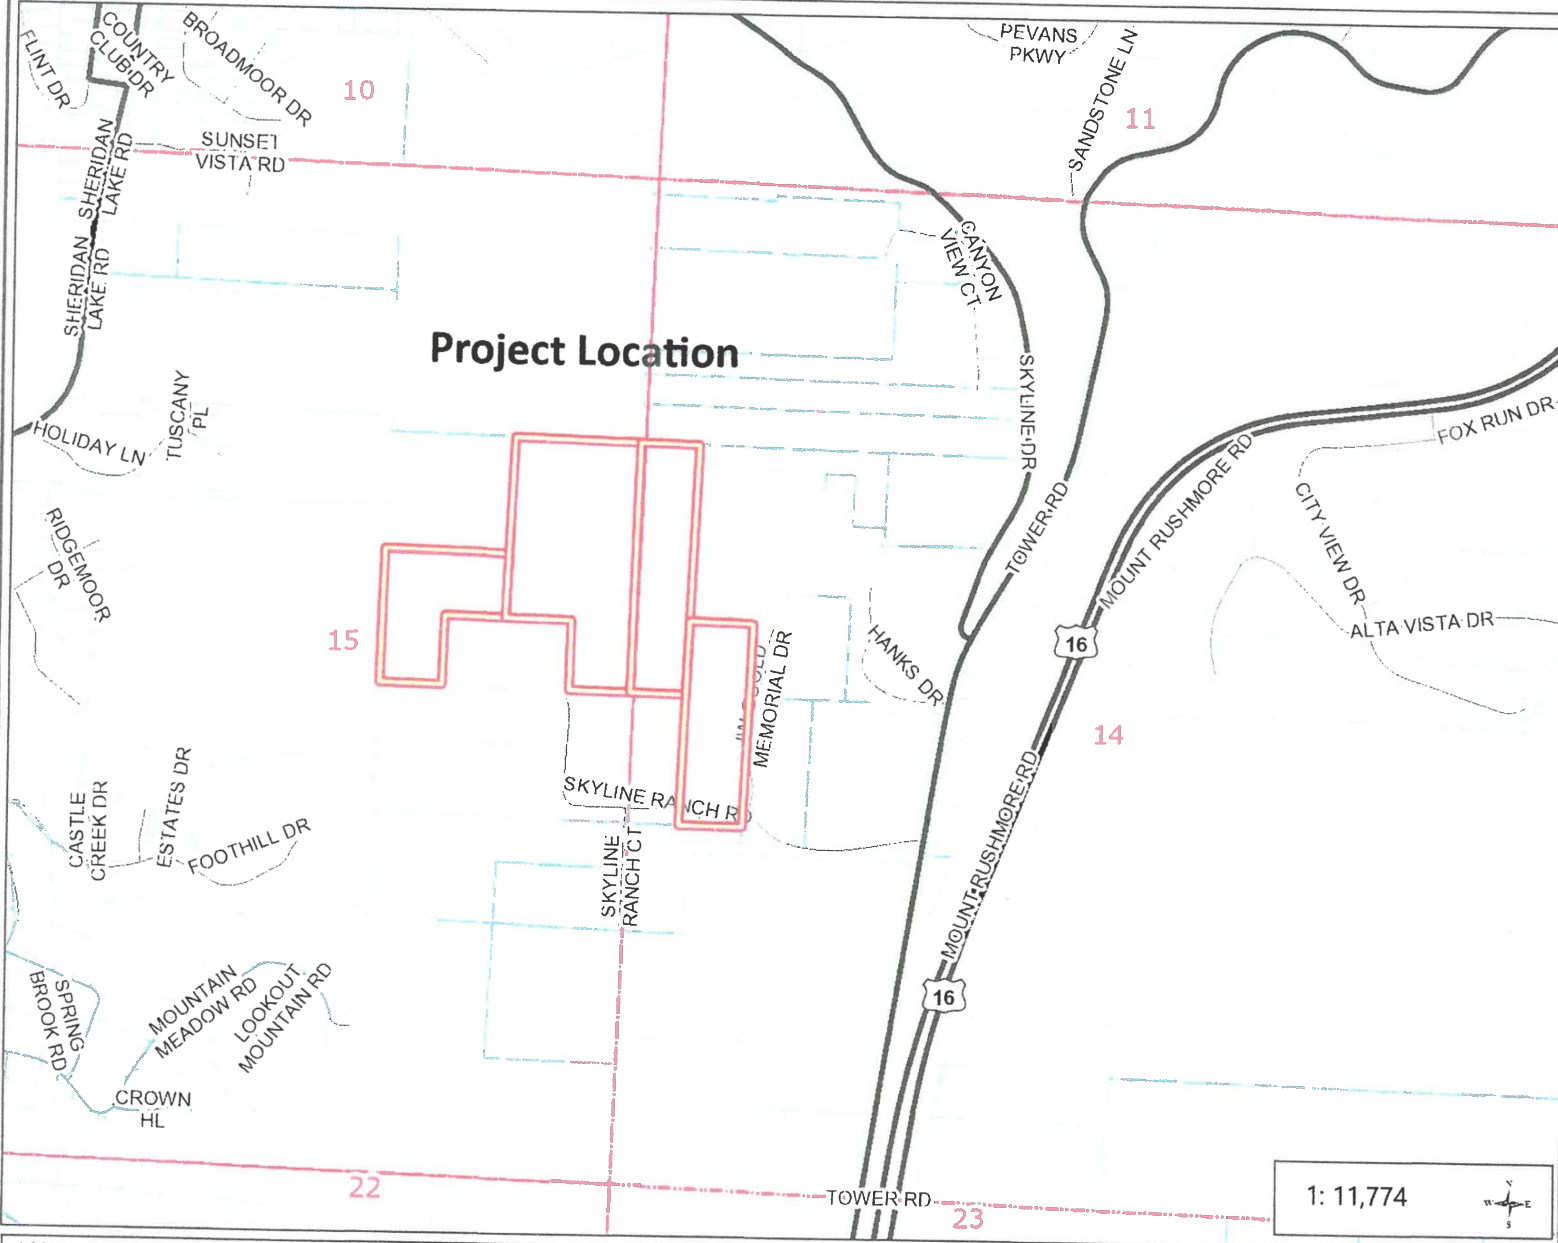 COUNTRY
CLUB DR
BROADMOOR DR
FLINT DR
10
PEVANS
PKWY
SANDSTONE LN
11
SUNSET
VISTA RD
SHERIDAN
LAKE RD
SHERIDAN
LAKE RD
CANYON
VIEW CT
Project Location
SKYLINE DR
TUSCANY
PL
HOLIDAY LN
FOX RUN DR
TOWER RD
MOUNT RUSHMORE RD
CITY VIEW DR
RIDGEMOOR
DR
15
16
ALTA VISTA DR
HANKS DR
MEMORIAL DR
14
SKYLINE RANCH RD
MOUNT RUSHMORE RD
CASTLE
CREEK DR
ESTATES DR
FOOTHILL DR
SKYLINE
RANCH CT
MOUNT RUSHMORE RD
16
SPRING
BROOK RD
MOUNTAIN
MEADOW RD
LOOKOUT
MOUNTAIN RD
CROWN
HL
22
TOWER RD
23
1: 11,774
N
W
E
S